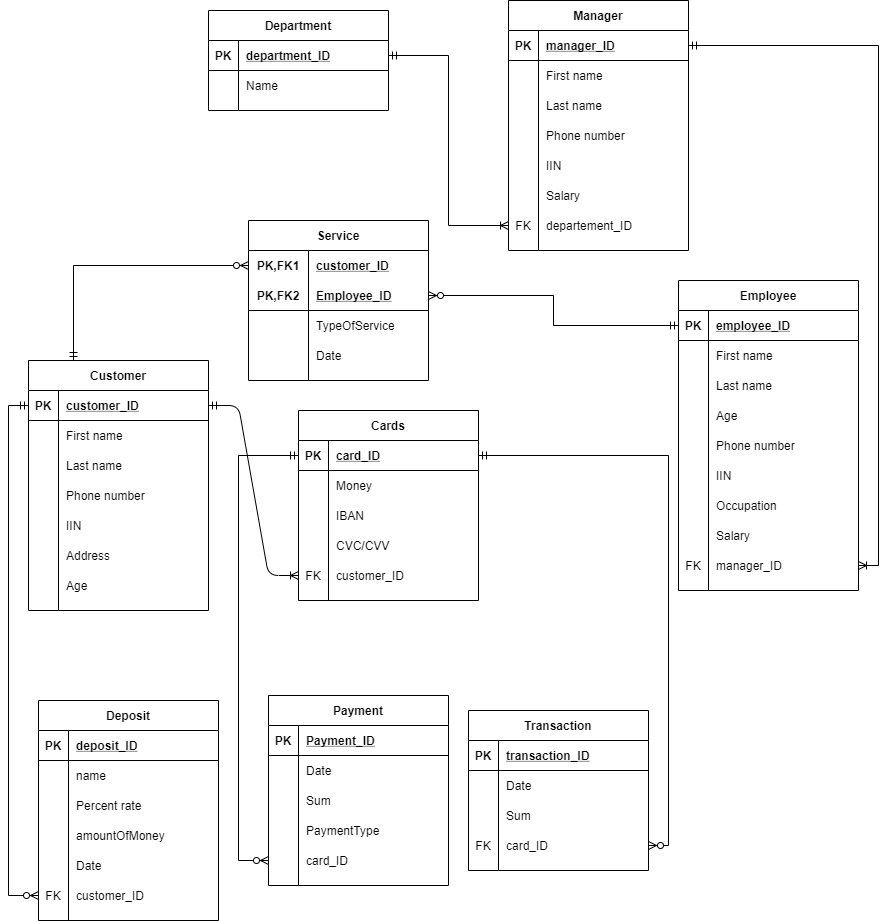 Department
PK department_ID
Name
Manager
PK manager_ID
First name
Last name
Phone number
IIN
Salary
FK departement_ID
Service
PK,FK1 customer_ID
PK,FK2 Employee_ID
TypeOfService
Date
Employee
PK employee_ID
First name
Last name
Age
Phone number
IIN
Occupation
Salary
FK manager_ID
Customer
PK customer_ID
First name
Last name
Phone number
IIN
Address
Age
Cards
PK card_ID
Money
IBAN
CVC/CVV
FK customer_ID
Deposit
PK deposit_ID
name
Percent rate
amountOfMoney
Date
FK customer_ID
Payment
PK Payment_ID
Date
Sum
PaymentType
card_ID
Transaction
PK transaction_ID
Date
Sum
FK card_ID